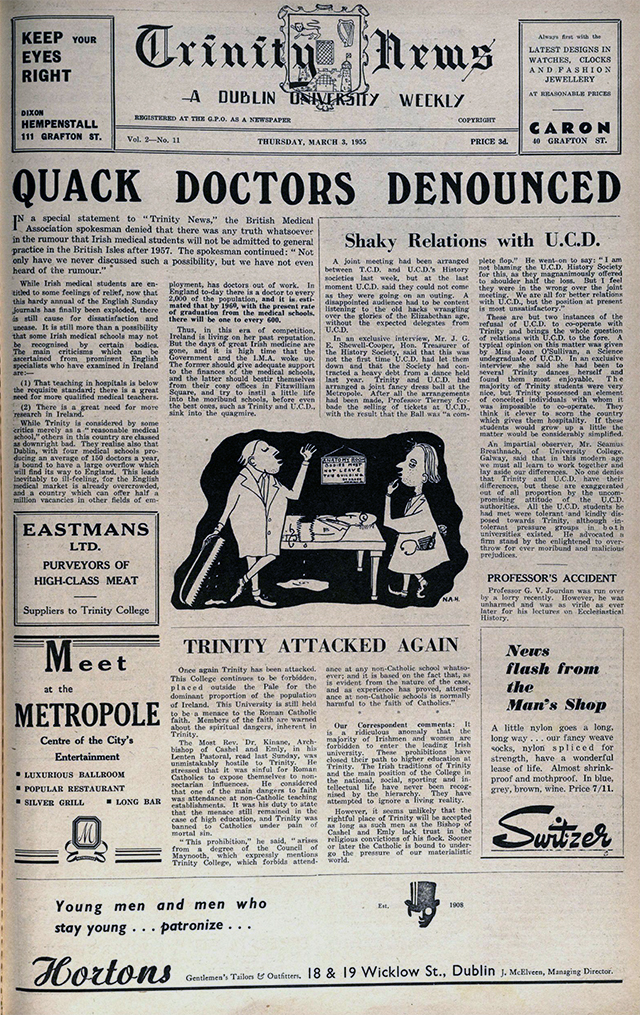 KEEP YOUR
EYES
RIGHT
DIXON
HEMPENSTALL
111 GRAFTON ST.
Trinity News
A DUBLIN UNIVERSITY WEEKLY
REGISTERED AT THE G.P.O. AS A NEWSPAPER
COPYRIGHT
Vol. 2—No. 11
THURSDAY, MARCH 3, 1955
PRICE 3d.
Always first with the
LATEST DESIGNS IN
WATCHES, CLOCKS
AND FASHION
JEWELLERY
AT REASONABLE PRICES
CARON
40 GRAFTON ST.
QUACK DOCTORS DENOUNCED
IN a special statement to "Trinity News," the British Medical
Association spokesman denied that there was any truth whatsoever
in the rumour that Irish medical students will not be admitted to general
practice in the British Isles after 1957. The spokesman continued: "Not
only have we never discussed such a possibility, but we have not even
heard of the rumour."
While Irish medical students are en-
titled to some feelings of relief, now that
this hardy annual of the English Sunday
journals has finally been exploded, there
is still cause for dissatisfaction and
unease. It is still more than a possibility
that some Irish medical schools may not
be recognised by certain bodies.
The main criticisms which can be
ascertained from prominent English
specialists who have examined in Ireland
are:—
(1) That teaching in hospitals is below
the requisite standard; there is a great
need for more qualified medical teachers.
(2) There is a great need for more
research in Ireland.
While Trinity is considered by some
critics merely as a "reasonable medical
school," others in this country are classed
as downright bad. They realise also that
Dublin, with four medical schools pro-
ducing an average of 150 doctors a year,
is bound to have a large overflow which
will find its way to England. This leads
inevitably to ill-feeling, for the English
medical market is already overcrowded,
and a country which can offer half a
million vacancies in other fields of em-
ployment, has doctors out of work. In
England to-day there is a doctor to every
2,000 of the population, and it is esti-
mated that by 1960, with the present rate
of graduation from the medical schools,
there will be one to every 600.
Thus, in this era of competition,
Ireland is living on her past reputation.
But the days of great Irish medicine are
gone, and it is high time that the
Government and the I.M.A. woke up.
The former should give adequate support
to the finances of the medical schools,
and the latter should bestir themselves
from their cosy offices in Fitzwilliam
Square, and try to instil a little life
into the moribund schools, before even
the best ones, such as Trinity and U.C.D.,
sink into the quagmire.
Shaky Relations with U.C.D.
A joint meeting had been arranged
between T.C.D. and U.C.D.'s History
societies last week, but at the last
moment U.C.D. said they could not come
as they were going on an outing. A
disappointed audience had to be content
listening to the old hacks wrangling
over the glories of the Elizabethan age,
without the expected delegates from
U.C.D.
In an exclusive interview, Mr. J. G.
R. Shewell-Cooper, Hon. Treasurer of
the History Society, said that this was
not the first time U.C.D. had let them
down and that the Society had con-
tracted a heavy debt from a dance held
last year. Trinity and U.C.D. had
arranged a joint fancy dress ball at the
Metropole. After all the arrangements
had been made, Professor Tierney for-
bade the selling of tickets at U.C.D.,
with the result that the Ball was "a com-
plete flop." He went on to say: "I am
not blaming the U.C.D. History Society
for this, as they magnanimously offered
to shoulder half the loss. But I feel
they were in the wrong over the joint
meeting. We are all for better relations
with U.C.D., but the position at present
is most unsatisfactory."
These are but two instances of the
refusal of U.C.D. to co-operate with
Trinity and brings the whole question
of relations with U.C.D. to the fore. A
typical opinion on this matter was given
by Miss Joan O'Sullivan, a Science
undergraduate of U.C.D. In an exclusive
interview she said she had been to
several Trinity dances herself and
found them most enjoyable. The
majority of Trinity students were very
nice, but Trinity possessed an element
of conceited individuals with whom it
was impossible to co-operate. They
think it clever to scorn the country
which gives them hospitality. If these
students would grow up a little the
matter would be considerably simplified.
An impartial observer, Mr. Seamus
Breathnach, of University College,
Galway, said that in this modern age
we must all learn to work together and
lay aside our differences. No one denies
that Trinity and U.C.D. have their
differences, but these are exaggerated
out of all proportion by the uncom-
promising attitude of the U.C.D.
authorities. All the U.C.D. students he
had met were tolerant and kindly dis-
posed towards Trinity, although in-
tolerant pressure groups in both
universities existed. He advocated a
firm stand by the enlightened to over-
throw for ever moribund and malicious
prejudices.
PROFESSOR'S ACCIDENT
Professor G. V. Jourdan was run over
by a lorry recently. However, he was
unharmed and was as virile as ever
later for his lectures on Ecclesiastical
History.
N.A.H.
EASTMANS
LTD.
PURVEYORS OF
HIGH-CLASS MEAT
Suppliers to Trinity College
Meet
at the
METROPOLE
Centre of the City's
Entertainment
LUXURIOUS BALLROOM
POPULAR RESTAURANT
SILVER GRILL
LONG BAR
M
TRINITY ATTACKED AGAIN
Once again Trinity has been attacked.
This College continues to be forbidden,
placed outside the Pale for the
dominant proportion of the population
of Ireland. This University is still held
to be a menace to the Roman Catholic
faith. Members of the faith are warned
about the spiritual dangers, inherent in
Trinity.
The Most Rev. Dr. Kinane, Arch-
bishop of Cashel and Emly, in his
Lenten Pastoral, read last Sunday, was
unmistakably hostile to Trinity. He
stressed that it was sinful for Roman
Catholics to expose themselves to non-
sectarian influences. He considered
that one of the main dangers to faith
was attendance at non-Catholic teaching
establishments. It was his duty to state
that the menace still remained in the
case of high education, and Trinity was
banned to Catholics under pain of
mortal sin.
"This prohibition," he said, "arises
from a degree of the Council of
Maynooth, which expressly mentions
Trinity College, which forbids attend-
ance at any non-Catholic school whatso-
ever; and it is based on the fact that, as
is evident from the nature of the case,
and as experience has proved, attend-
ance at non-Catholic schools is normally
harmful to the faith of Catholics."
Our Correspondent comments: It
is a ridiculous anomaly that the
majority of Irishmen and women are
forbidden to enter the leading Irish
university. These prohibitions have
closed their path to higher education at
Trinity. The Irish traditions of Trinity
and the main position of the College in
the national, social, sporting and in-
tellectual life have never been recog-
nised by the hierarchy. They have
attempted to ignore a living reality.
However, it seems unlikely that the
rightful place of Trinity will be accepted
as long as such men as the Bishop of
Cashel and Emly lack trust in the
religious convictions of his flock. Sooner
or later the Catholic is bound to under-
go the pressure of our materialistic
world.
News
flash from
the
Man's Shop
A little nylon goes a long,
long way . . . our fancy weave
socks, nylon spliced for
strength, have a wonderful
lease of life. Almost shrink-
proof and mothproof. In blue,
grey, brown, wine. Price 7/11.
Switzer
Young men and men who
stay young . . . patronize . . .
Est. 1908
Hortons
Gentlemen's Tailors & Outfitters. 18 & 19 Wicklow St., Dublin J. McElveen, Managing Director.